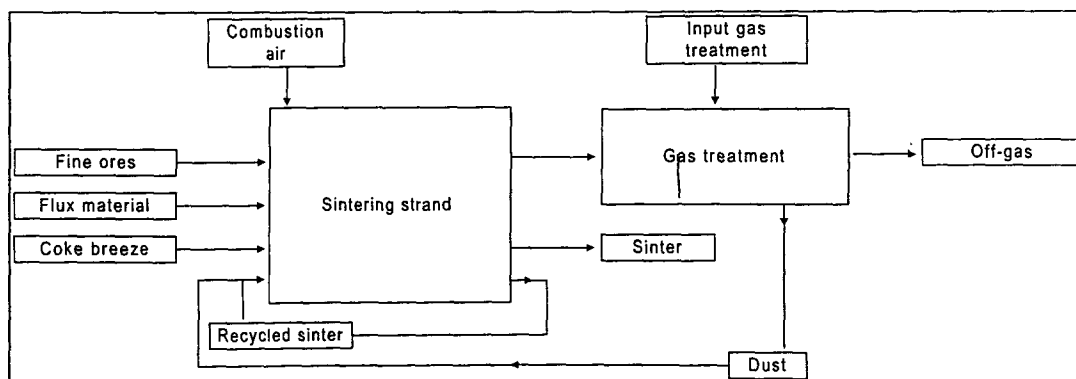 Combustion
air
Input gas
treatment
Fine ores
Flux material
Coke breeze
Sintering strand
Gas treatment
Off-gas
Sinter
Recycled sinter
Dust